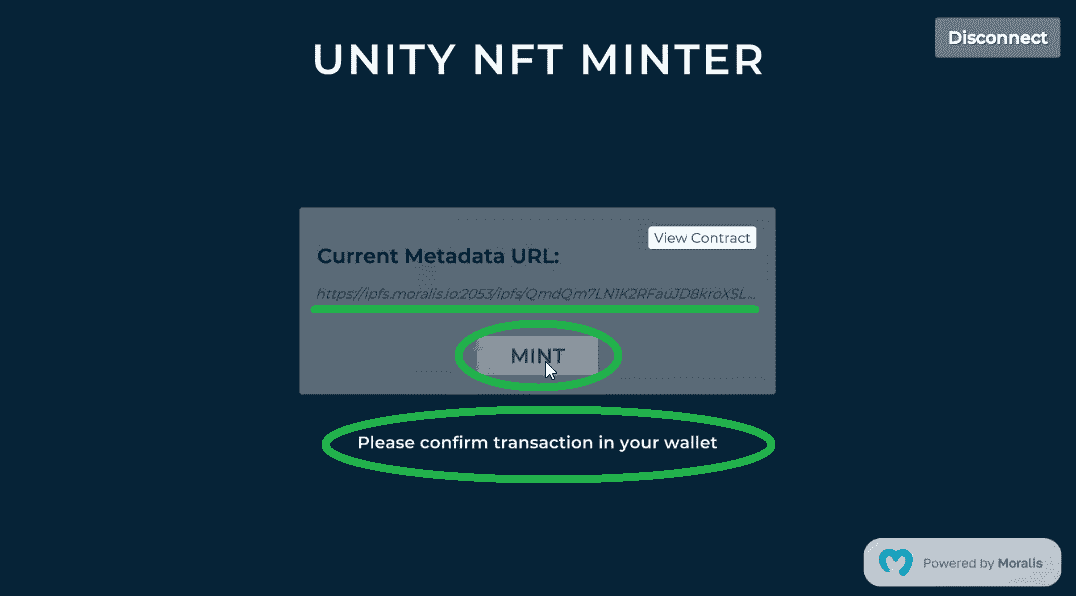 Disconnect
UNITY NFT MINTER
View Contract
Current Metadata URL:
https://ipfs.moralis.io:2053/ipfs/QmdQm7LN1K2RFauJD8kroXSL...
MINT
Please confirm transaction in your wallet
Powered by Moralis